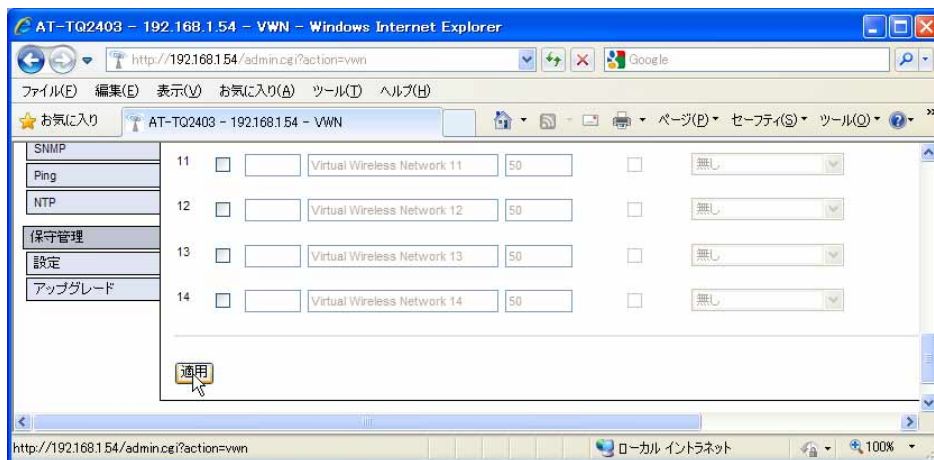 AT-TQ2403 - 192.168.1.54 - VWN - Windows Internet Explorer
http://192.168.1.54/admin.cgi?action=vwn
Google
ファイル(F) 編集(E) 表示(V) お気に入り(A) ツール(T) ヘルプ(H)
お気に入り AT-TQ2403 - 192.168.1.54 - VWN ページ(P) セーフティ(S) ツール(O) »
SNMP
Ping
NTP
保守管理
設定
アップグレード
11 Virtual Wireless Network 11 50 無し
12 Virtual Wireless Network 12 50 無し
13 Virtual Wireless Network 13 50 無し
14 Virtual Wireless Network 14 50 無し
適用
http://192.168.1.54/admin.cgi?action=vwn ローカル イントラネット 100%